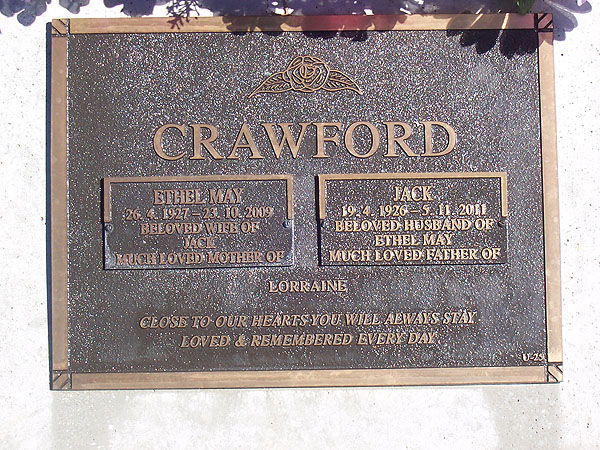 CRAWFORD
ETHEL MAY
26. 4. 1927 – 23. 10. 2009
BELOVED WIFE OF
JACK
MUCH LOVED MOTHER OF
JACK
19. 4. 1926 – 5. 11. 2011
BELOVED HUSBAND OF
ETHEL MAY
MUCH LOVED FATHER OF
LORRAINE
CLOSE TO OUR HEARTS YOU WILL ALWAYS STAY
LOVED & REMEMBERED EVERY DAY